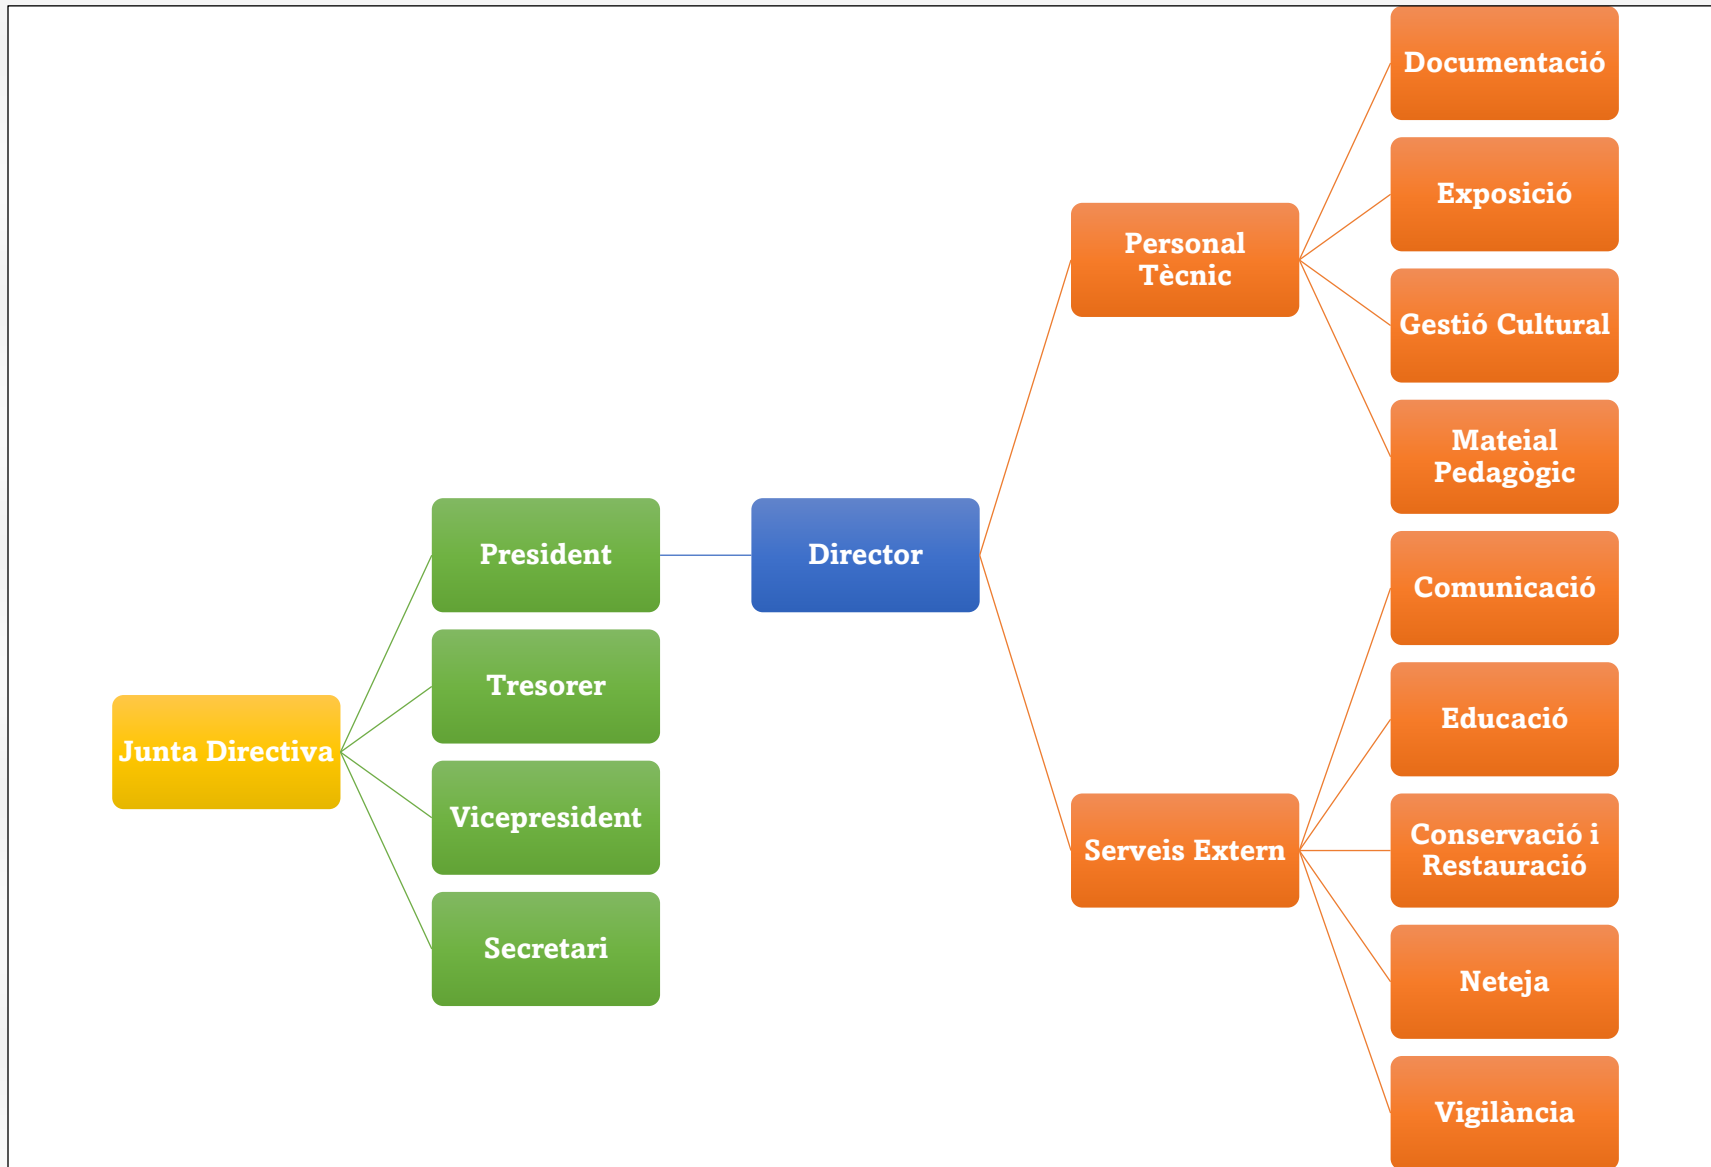 Junta Directiva
President
Tresorer
Vicepresident
Secretari
Director
Personal
Tècnic
Documentació
Exposició
Gestió Cultural
Mateial
Pedagògic
Serveis Extern
Comunicació
Educació
Conservació i
Restauració
Neteja
Vigilància